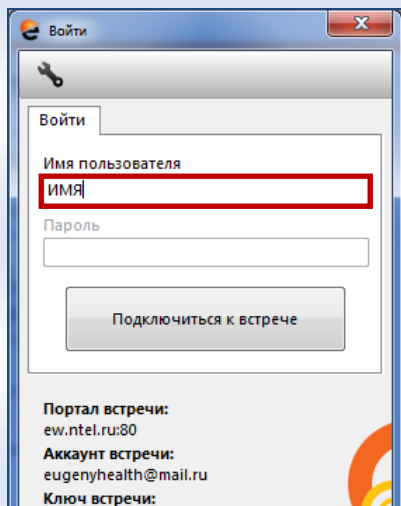 Войти
Войти
Имя пользователя
ИМЯ
Пароль
Подключиться к встрече
Портал встречи:
ew.ntel.ru:80
Аккаунт встречи:
eugenyhealth@mail.ru
Ключ встречи: